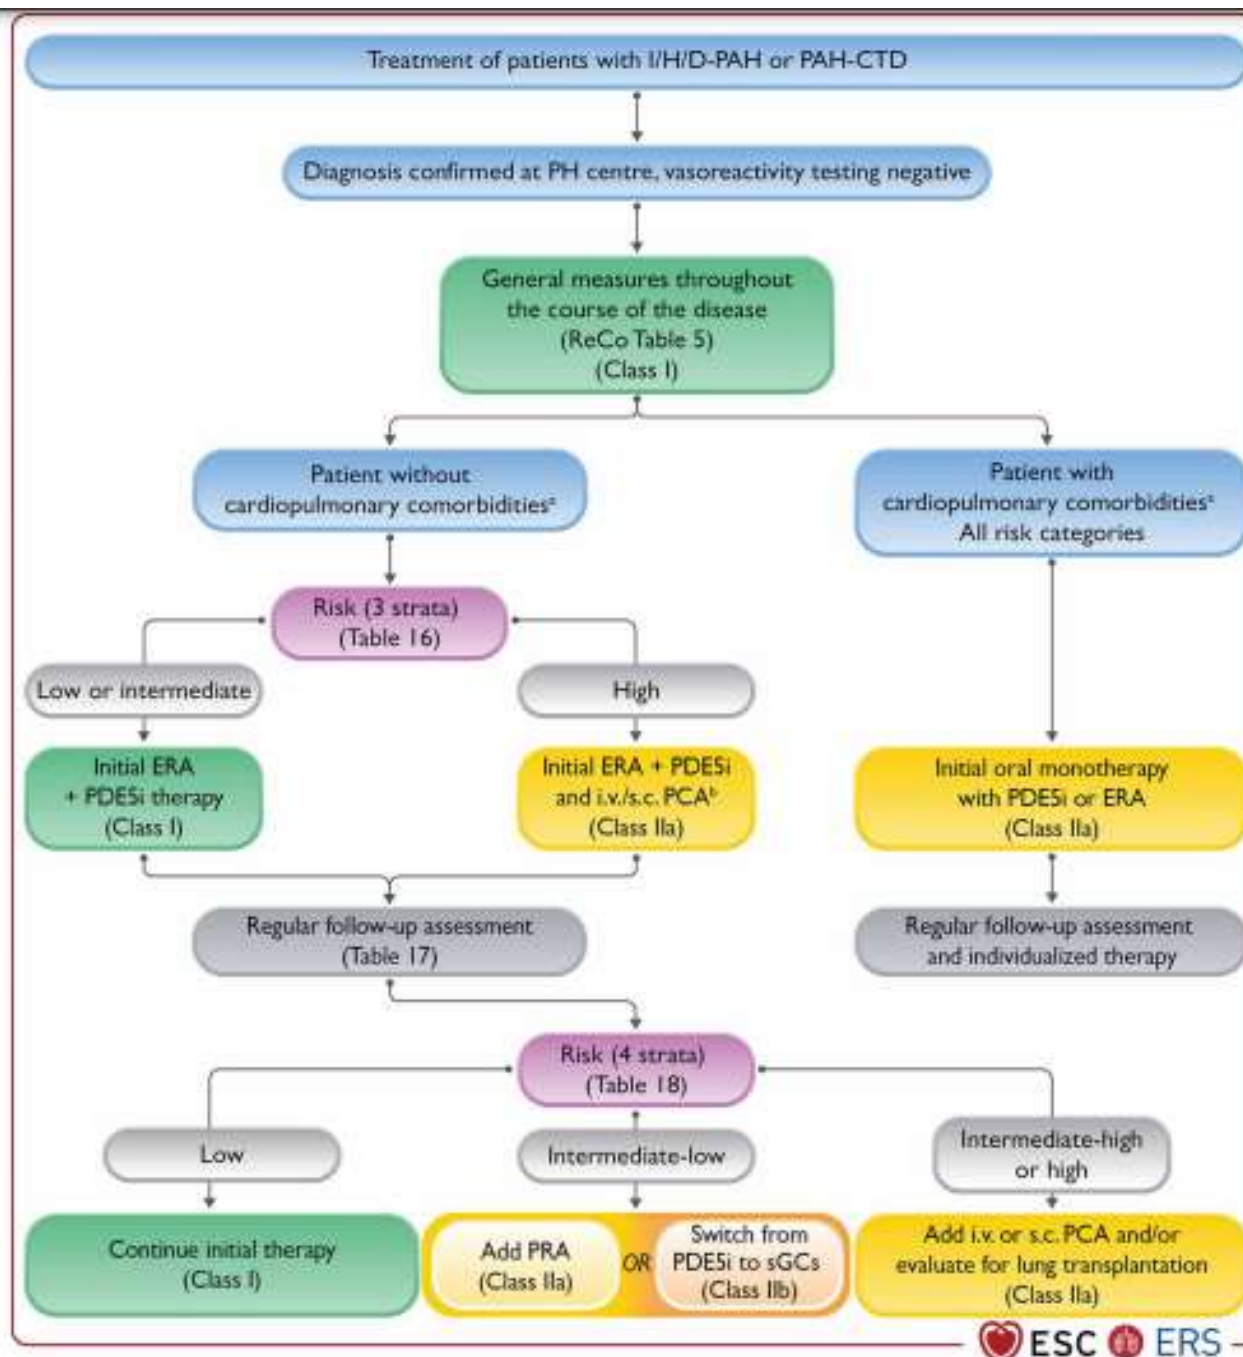 Treatment of patients with I/H/D-PAH or PAH-CTD
Diagnosis confirmed at PH centre, vasoreactivity testing negative
General measures throughout
the course of the disease
(ReCo Table 5)
(Class I)
Patient without
cardiopulmonary comorbiditiesᵃ
Patient with
cardiopulmonary comorbiditiesᵃ
All risk categories
Risk (3 strata)
(Table 16)
Low or intermediate
High
Initial ERA
+ PDE5i therapy
(Class I)
Initial ERA + PDE5i
and i.v./s.c. PCAᵇ
(Class IIa)
Initial oral monotherapy
with PDE5i or ERA
(Class IIa)
Regular follow-up assessment
(Table 17)
Regular follow-up assessment
and individualized therapy
Risk (4 strata)
(Table 18)
Low
Intermediate-low
Intermediate-high
or high
Continue initial therapy
(Class I)
Add PRA
(Class IIa)
OR
Switch from
PDE5i to sGCs
(Class IIb)
Add i.v. or s.c. PCA and/or
evaluate for lung transplantation
(Class IIa)
ESC ERS